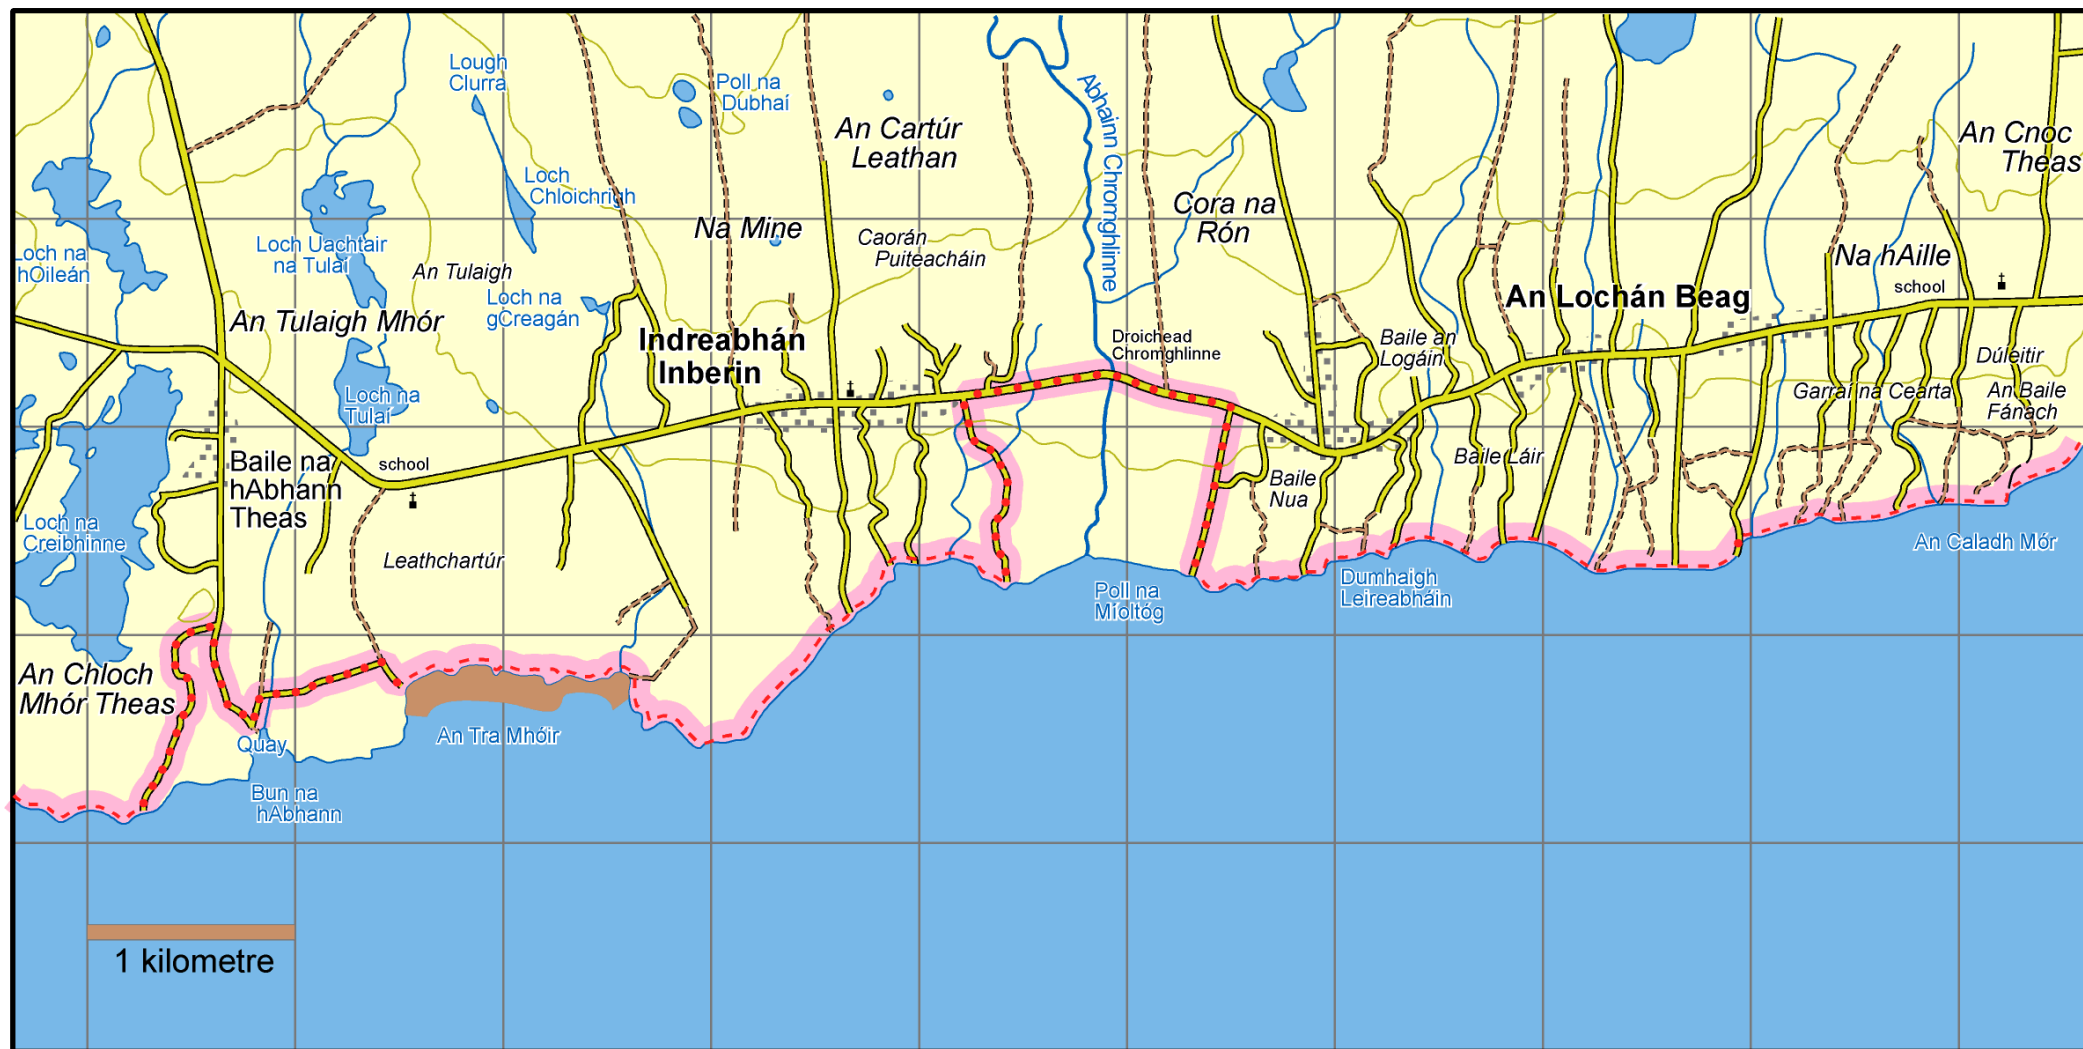 Lough
Clurra
Poll na
Dubhaí
An Cartúr
Leathan
Abhainn Chromghlinne
An Cnoc
Theas
Loch
Chloichrigh
Cora na
Rón
Loch na
hOileán
Loch Uachtair
na Tulaí
An Tulaigh
Na Mine
Caorán
Puiteacháin
Na hAille
school
Loch na
gCreagán
An Lochán Beag
An Tulaigh Mhór
Indreabhán
Inberin
Droichead
Chromghlinne
Baile an
Logáin
Dúleitir
Garraí na Cearta
An Baile
Fánach
Loch na
Tulaí
Baile na
hAbhann
Theas
school
Baile Láir
Baile
Nua
Loch na
Creibhinne
Leathchartúr
An Caladh Mór
Poll na
Míoltóg
Dumhaigh
Leireabháin
An Chloch
Mhór Theas
Quay
An Tra Mhóir
Bun na
hAbhann
1 kilometre